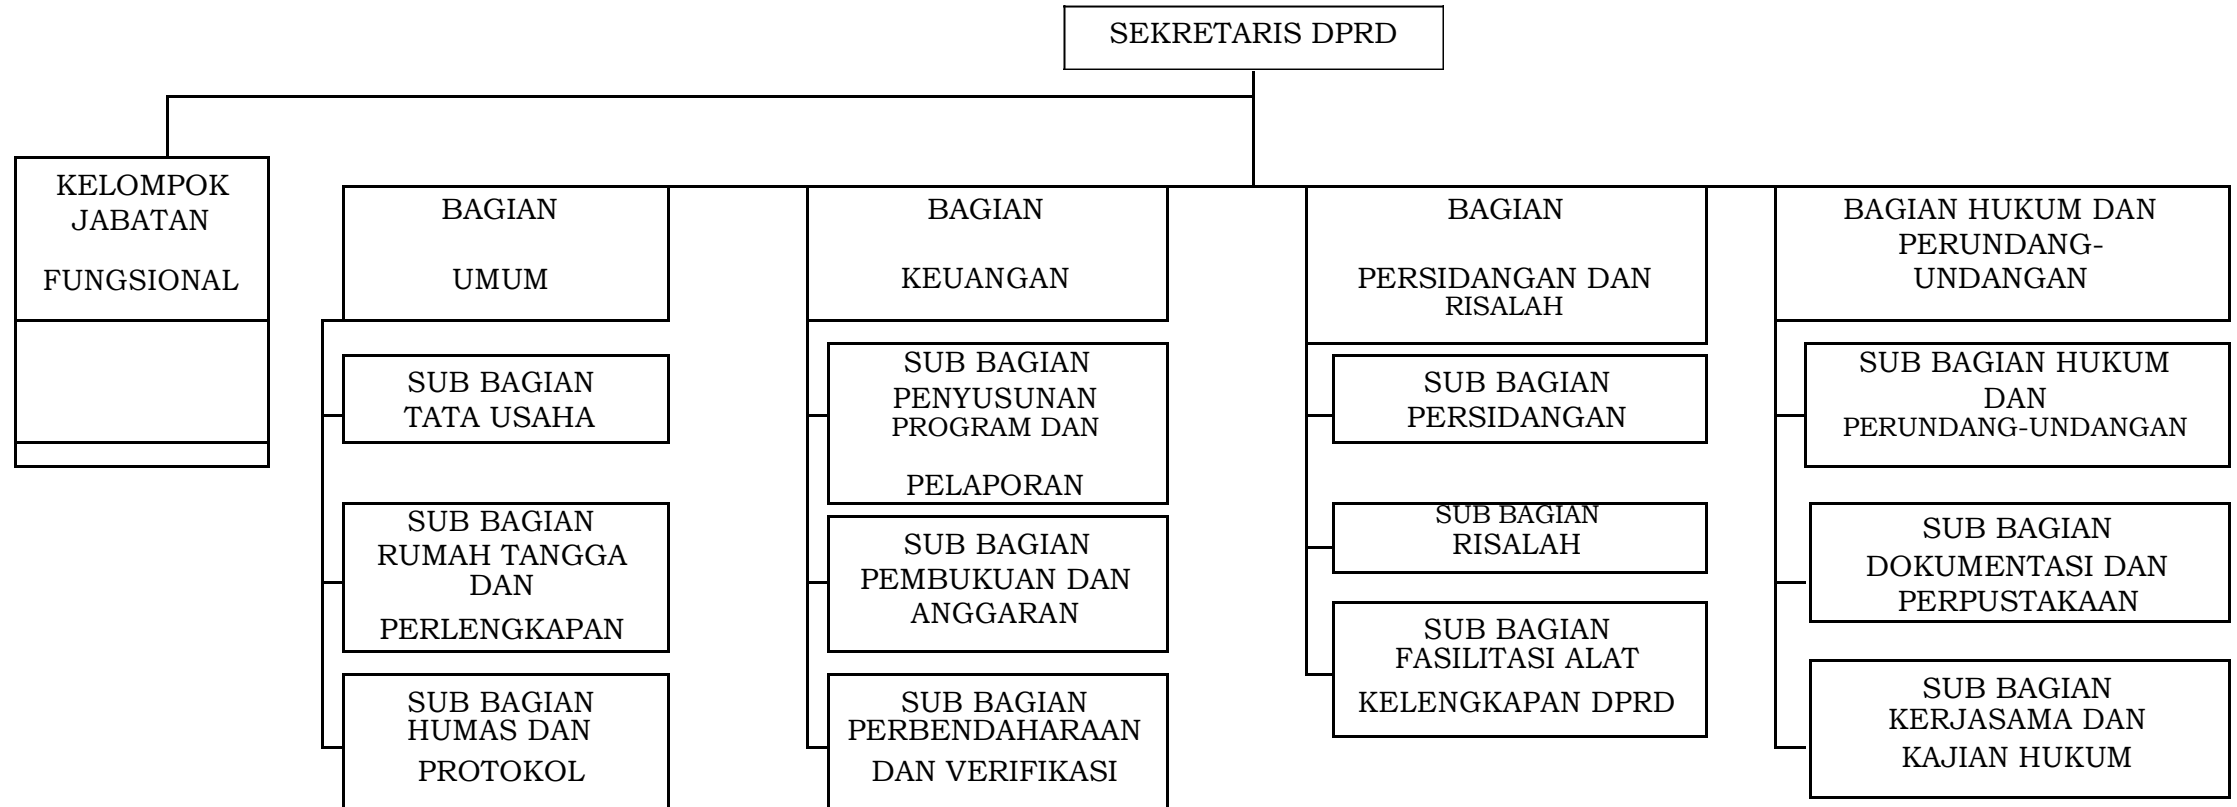 SEKRETARIS DPRD
KELOMPOK
JABATAN
FUNGSIONAL
BAGIAN
UMUM
BAGIAN
KEUANGAN
BAGIAN
PERSIDANGAN DAN
RISALAH
BAGIAN HUKUM DAN
PERUNDANG-
UNDANGAN
SUB BAGIAN
TATA USAHA
SUB BAGIAN
PENYUSUNAN
PROGRAM DAN
PELAPORAN
SUB BAGIAN
PERSIDANGAN
SUB BAGIAN HUKUM
DAN
PERUNDANG-UNDANGAN
SUB BAGIAN
RUMAH TANGGA
DAN
PERLENGKAPAN
SUB BAGIAN
PEMBUKUAN DAN
ANGGARAN
SUB BAGIAN
RISALAH
SUB BAGIAN
DOKUMENTASI DAN
PERPUSTAKAAN
SUB BAGIAN
HUMAS DAN
PROTOKOL
SUB BAGIAN
PERBENDAHARAAN
DAN VERIFIKASI
SUB BAGIAN
FASILITASI ALAT
KELENGKAPAN DPRD
SUB BAGIAN
KERJASAMA DAN
KAJIAN HUKUM